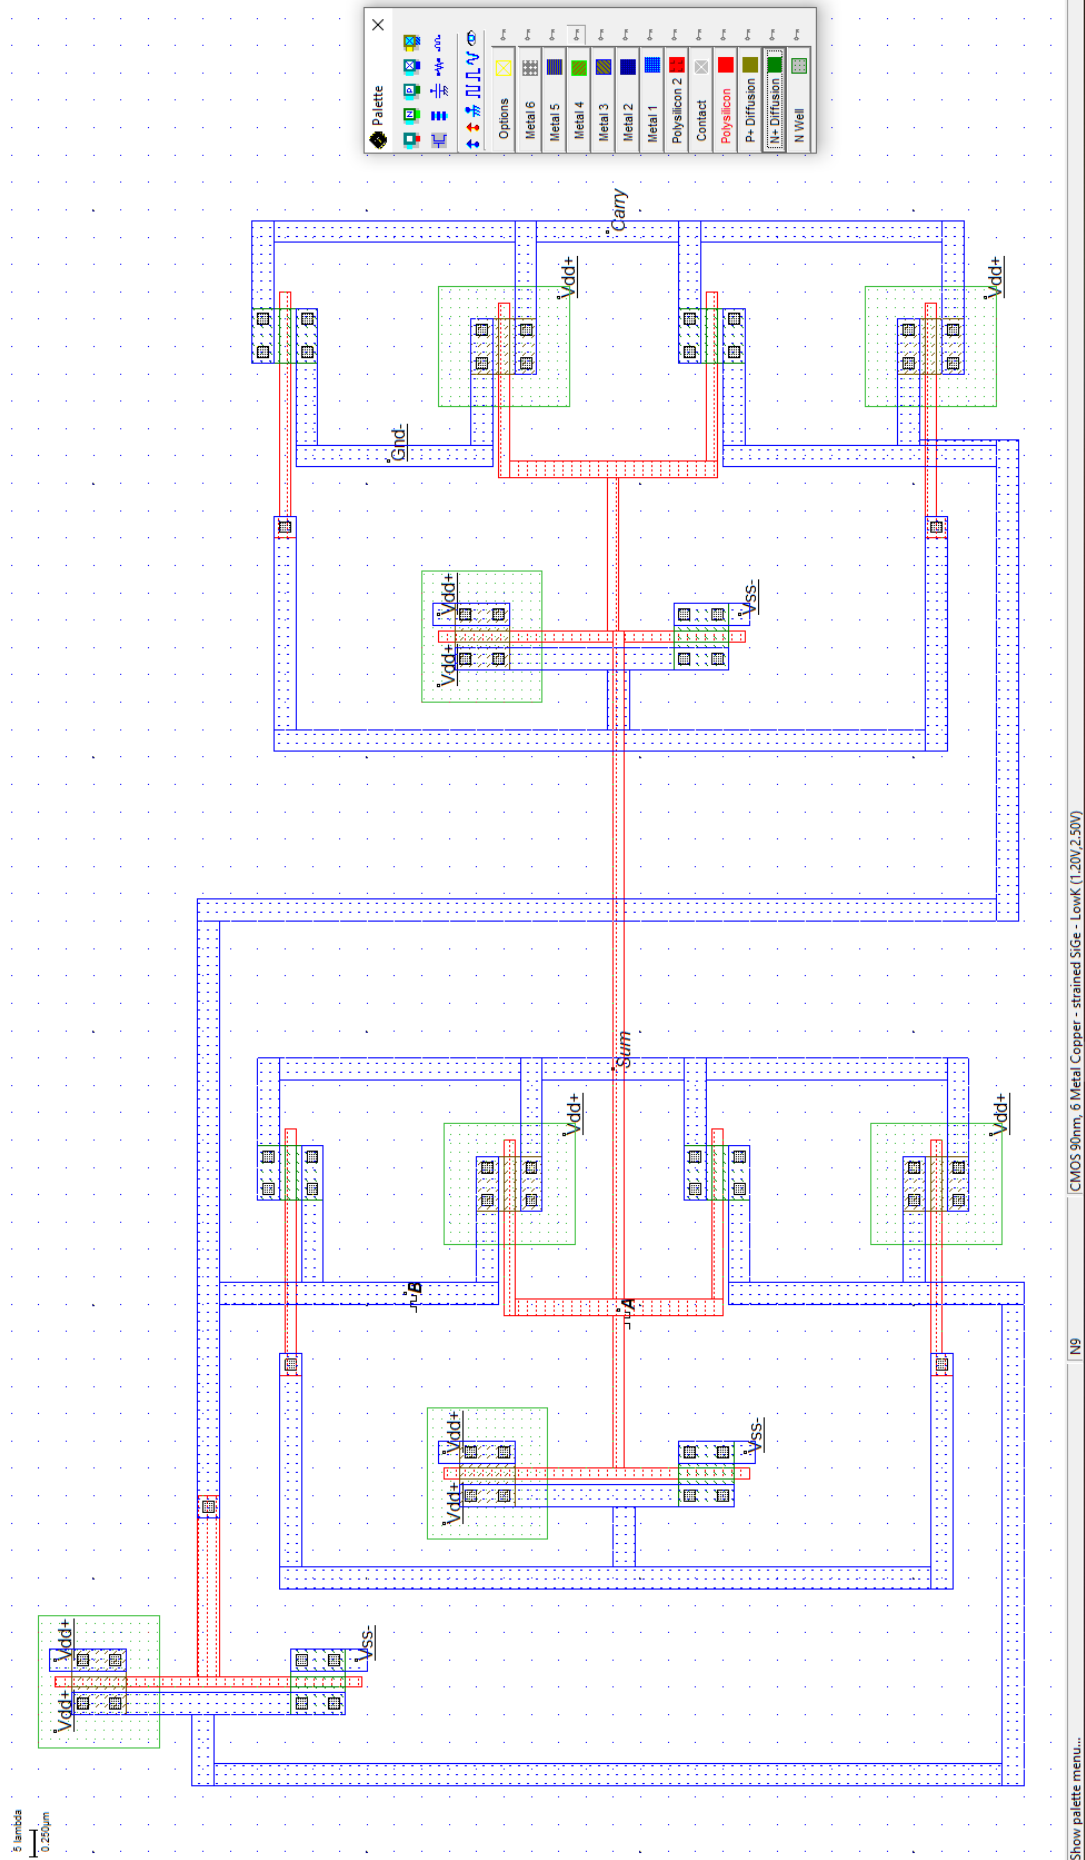 Palette
Options
Metal 6
Metal 5
Metal 4
Metal 3
Metal 2
Metal 1
Polysilicon 2
Contact
Polysilicon
P+ Diffusion
N+ Diffusion
N Well
P
N
Carry
Vdd+
Vdd+
Gnd-
Vdd+
Vdd+
Vss-
Sum
Vdd+
Vdd+
B
A
Vdd+
Vdd+
Vss-
Vdd+
Vdd+
Vss-
5 lambda
0.250µm
Show palette menu...
N9
CMOS 90nm, 6 Metal Copper - strained SiGe - LowK (1.20V,2.50V)